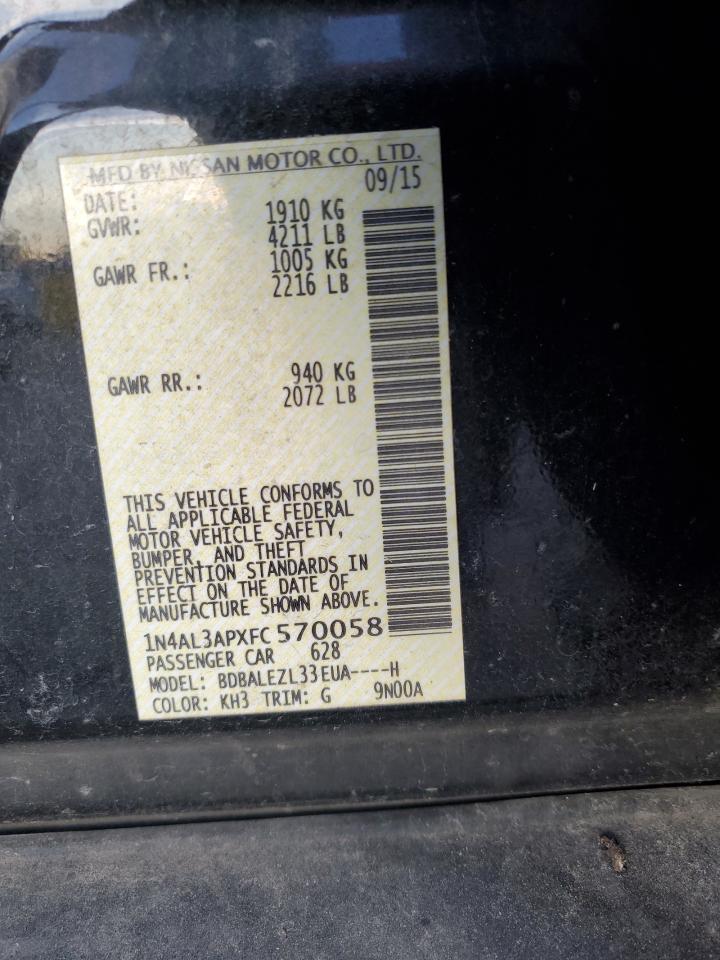 MFD BY NISSAN MOTOR CO., LTD.
DATE: 09/15
GVWR: 1910 KG
4211 LB
GAWR FR.: 1005 KG
2216 LB
GAWR RR.: 940 KG
2072 LB
THIS VEHICLE CONFORMS TO
ALL APPLICABLE FEDERAL
MOTOR VEHICLE SAFETY,
BUMPER, AND THEFT
PREVENTION STANDARDS IN
EFFECT ON THE DATE OF
MANUFACTURE SHOWN ABOVE.
1N4AL3APXFC570058
PASSENGER CAR 628
MODEL: BDBALEZL33EUA----H
COLOR: KH3 TRIM: G 9N00A